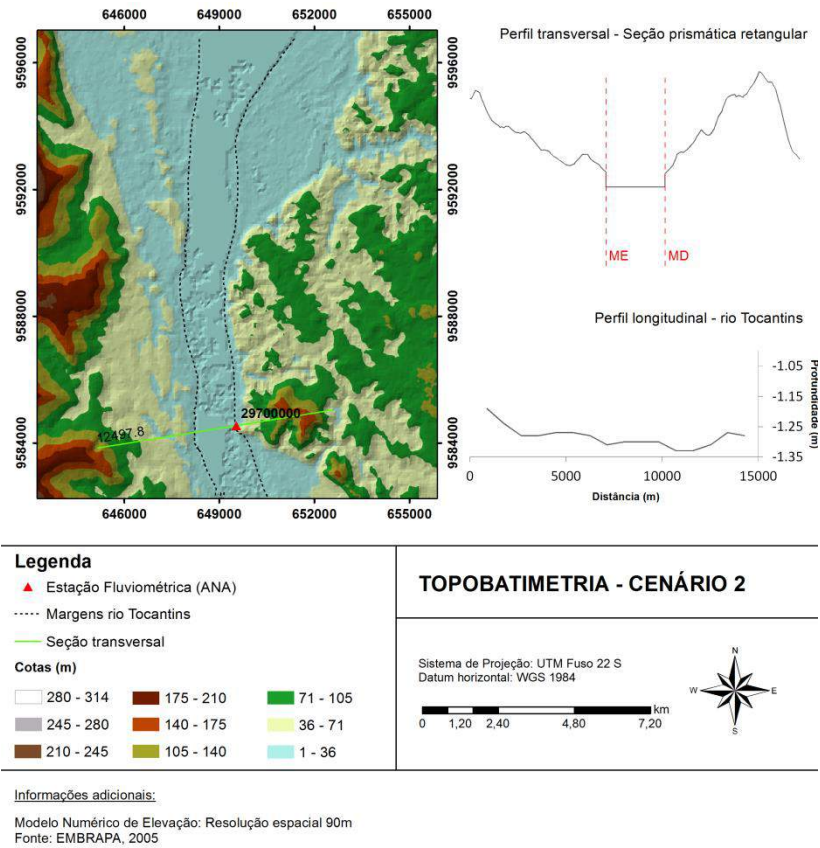 646000 649000 652000 655000
9596000
9592000
9588000
9584000
9596000
9592000
9588000
9584000
12497.8
29700000
646000 649000 652000 655000
Perfil transversal - Seção prismática retangular
ME MD
Perfil longitudinal - rio Tocantins
-1.05
-1.15
-1.25
-1.35
Profundidade (m)
0 5000 10000 15000
Distância (m)
Legenda
Estação Fluviométrica (ANA)
Margens rio Tocantins
Seção transversal
Cotas (m)
280 - 314 175 - 210 71 - 105
245 - 280 140 - 175 36 - 71
210 - 245 105 - 140 1 - 36
TOPOBATIMETRIA - CENÁRIO 2
Sistema de Projeção: UTM Fuso 22 S
Datum horizontal: WGS 1984
km
0 1,20 2,40 4,80 7,20
N
W E
S
Informações adicionais:
Modelo Numérico de Elevação: Resolução espacial 90m
Fonte: EMBRAPA, 2005